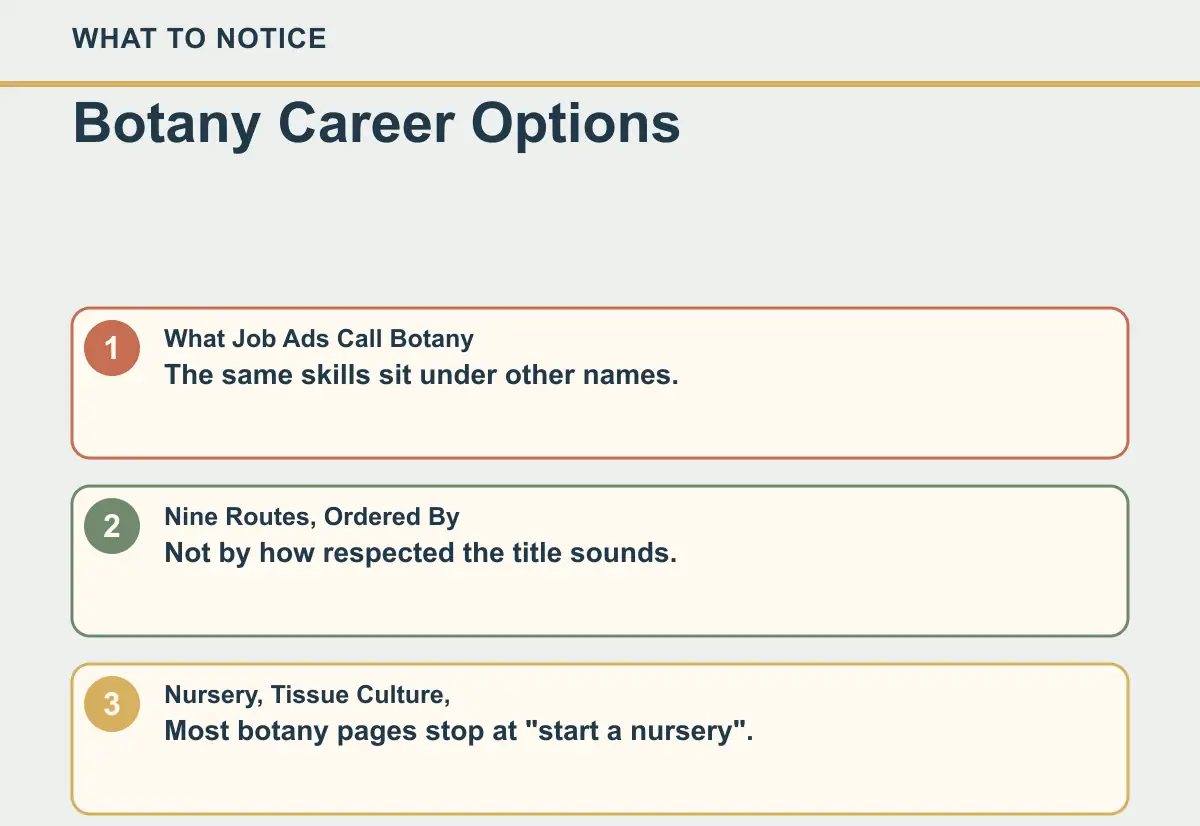 WHAT TO NOTICE
Botany Career Options
1
What Job Ads Call Botany
The same skills sit under other names.
2
Nine Routes, Ordered By
Not by how respected the title sounds.
3
Nursery, Tissue Culture,
Most botany pages stop at "start a nursery".